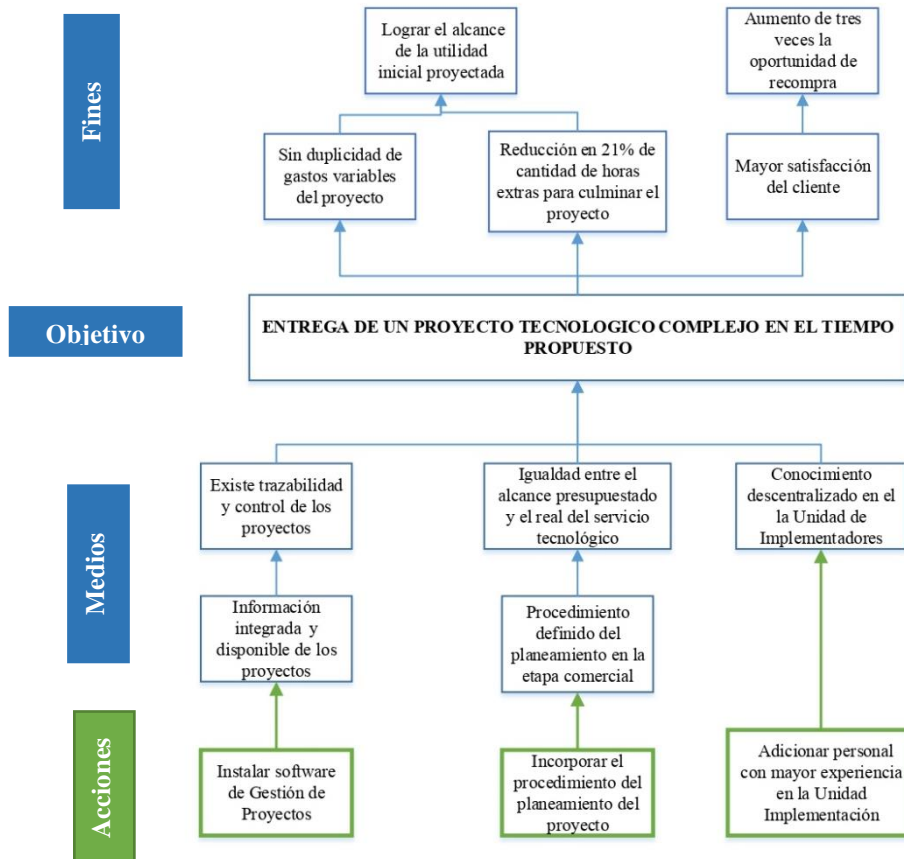 Fines
Lograr el alcance
de la utilidad
inicial proyectada
Aumento de tres
veces la
oportunidad de
recompra
Sin duplicidad de
gastos variables
del proyecto
Reducción en 21% de
cantidad de horas
extras para culminar el
proyecto
Mayor satisfacción
del cliente
Objetivo
ENTREGA DE UN PROYECTO TECNOLOGICO COMPLEJO EN EL TIEMPO
PROPUESTO
Medios
Existe trazabilidad
y control de los
proyectos
Igualdad entre el
alcance presupuestado
y el real del servicio
tecnológico
Conocimiento
descentralizado en el
la Unidad de
Implementadores
Información
integrada y
disponible de los
proyectos
Procedimiento
definido del
planeamiento en la
etapa comercial
Acciones
Instalar software
de Gestión de
Proyectos
Incorporar el
procedimiento del
planeamiento del
proyecto
Adicionar personal
con mayor experiencia
en la Unidad
Implementación